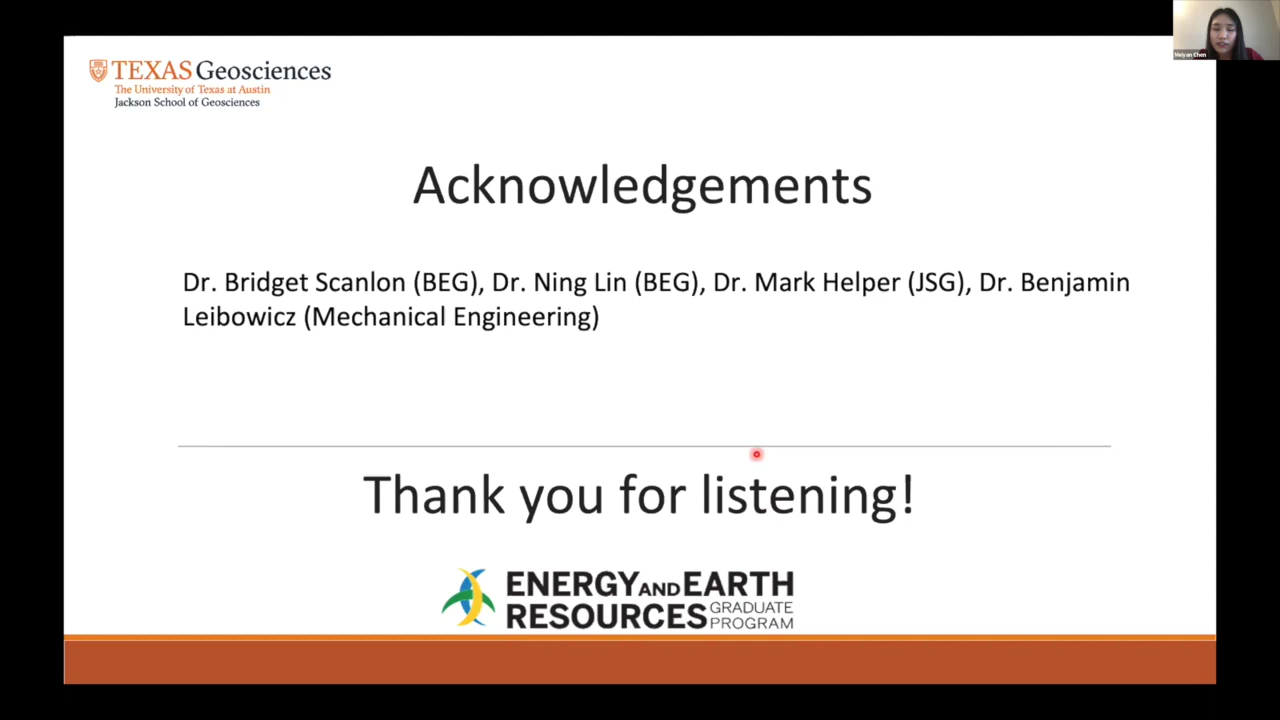 TEXAS Geosciences
The University of Texas at Austin
Jackson School of Geosciences
Meiyan Chen
Acknowledgements
Dr. Bridget Scanlon (BEG), Dr. Ning Lin (BEG), Dr. Mark Helper (JSG), Dr. Benjamin
Leibowicz (Mechanical Engineering)
Thank you for listening!
ENERGY AND EARTH
RESOURCES GRADUATE
PROGRAM